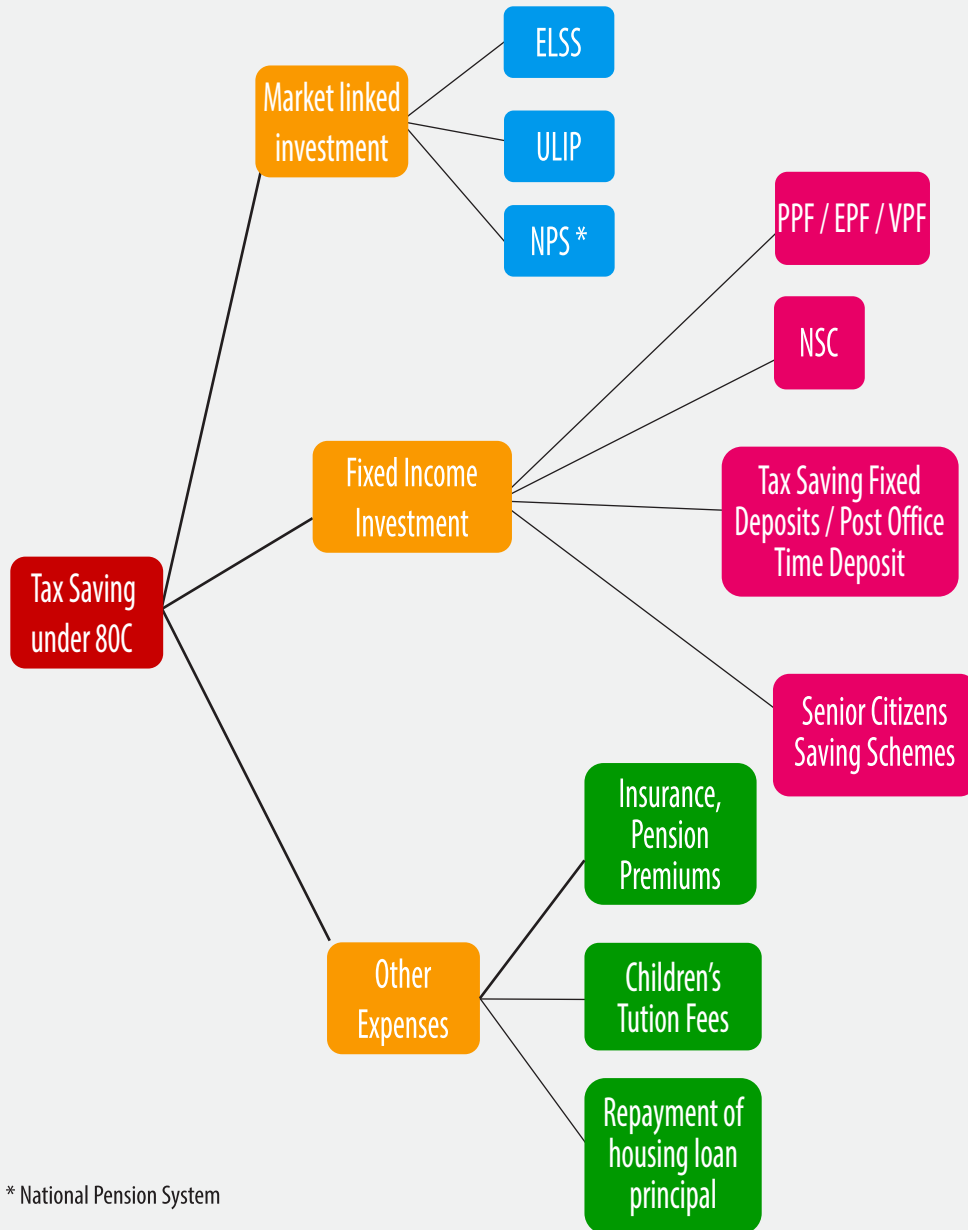 Tax Saving
under 80C
Market linked
investment
ELSS
ULIP
NPS *
Fixed Income
Investment
PPF / EPF / VPF
NSC
Tax Saving Fixed
Deposits / Post Office
Time Deposit
Senior Citizens
Saving Schemes
Other
Expenses
Insurance,
Pension
Premiums
Children’s
Tution Fees
Repayment of
housing loan
principal
* National Pension System